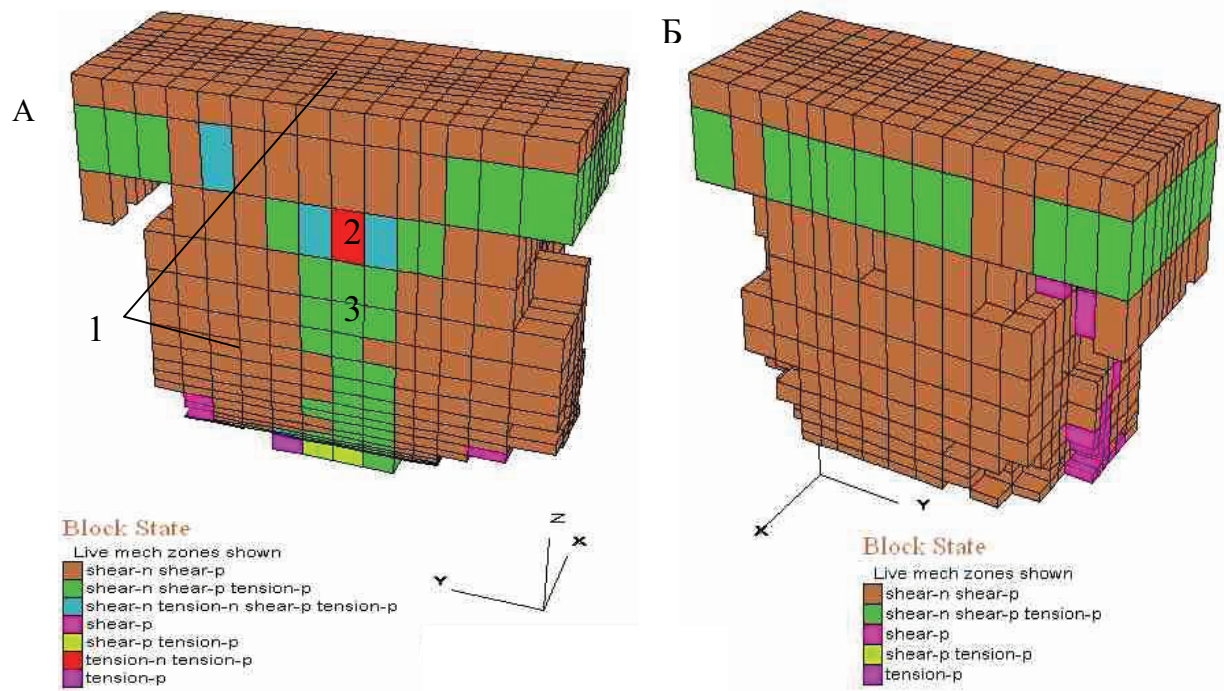 А
Б
1
2
3
Block State
Live mech zones shown
shear-n shear-p
shear-n shear-p tension-p
shear-n tension-n shear-p tension-p
shear-p
shear-p tension-p
tension-n tension-p
tension-p
Z
X
Y
X
Y
Block State
Live mech zones shown
shear-n shear-p
shear-n shear-p tension-p
shear-p
shear-p tension-p
tension-p